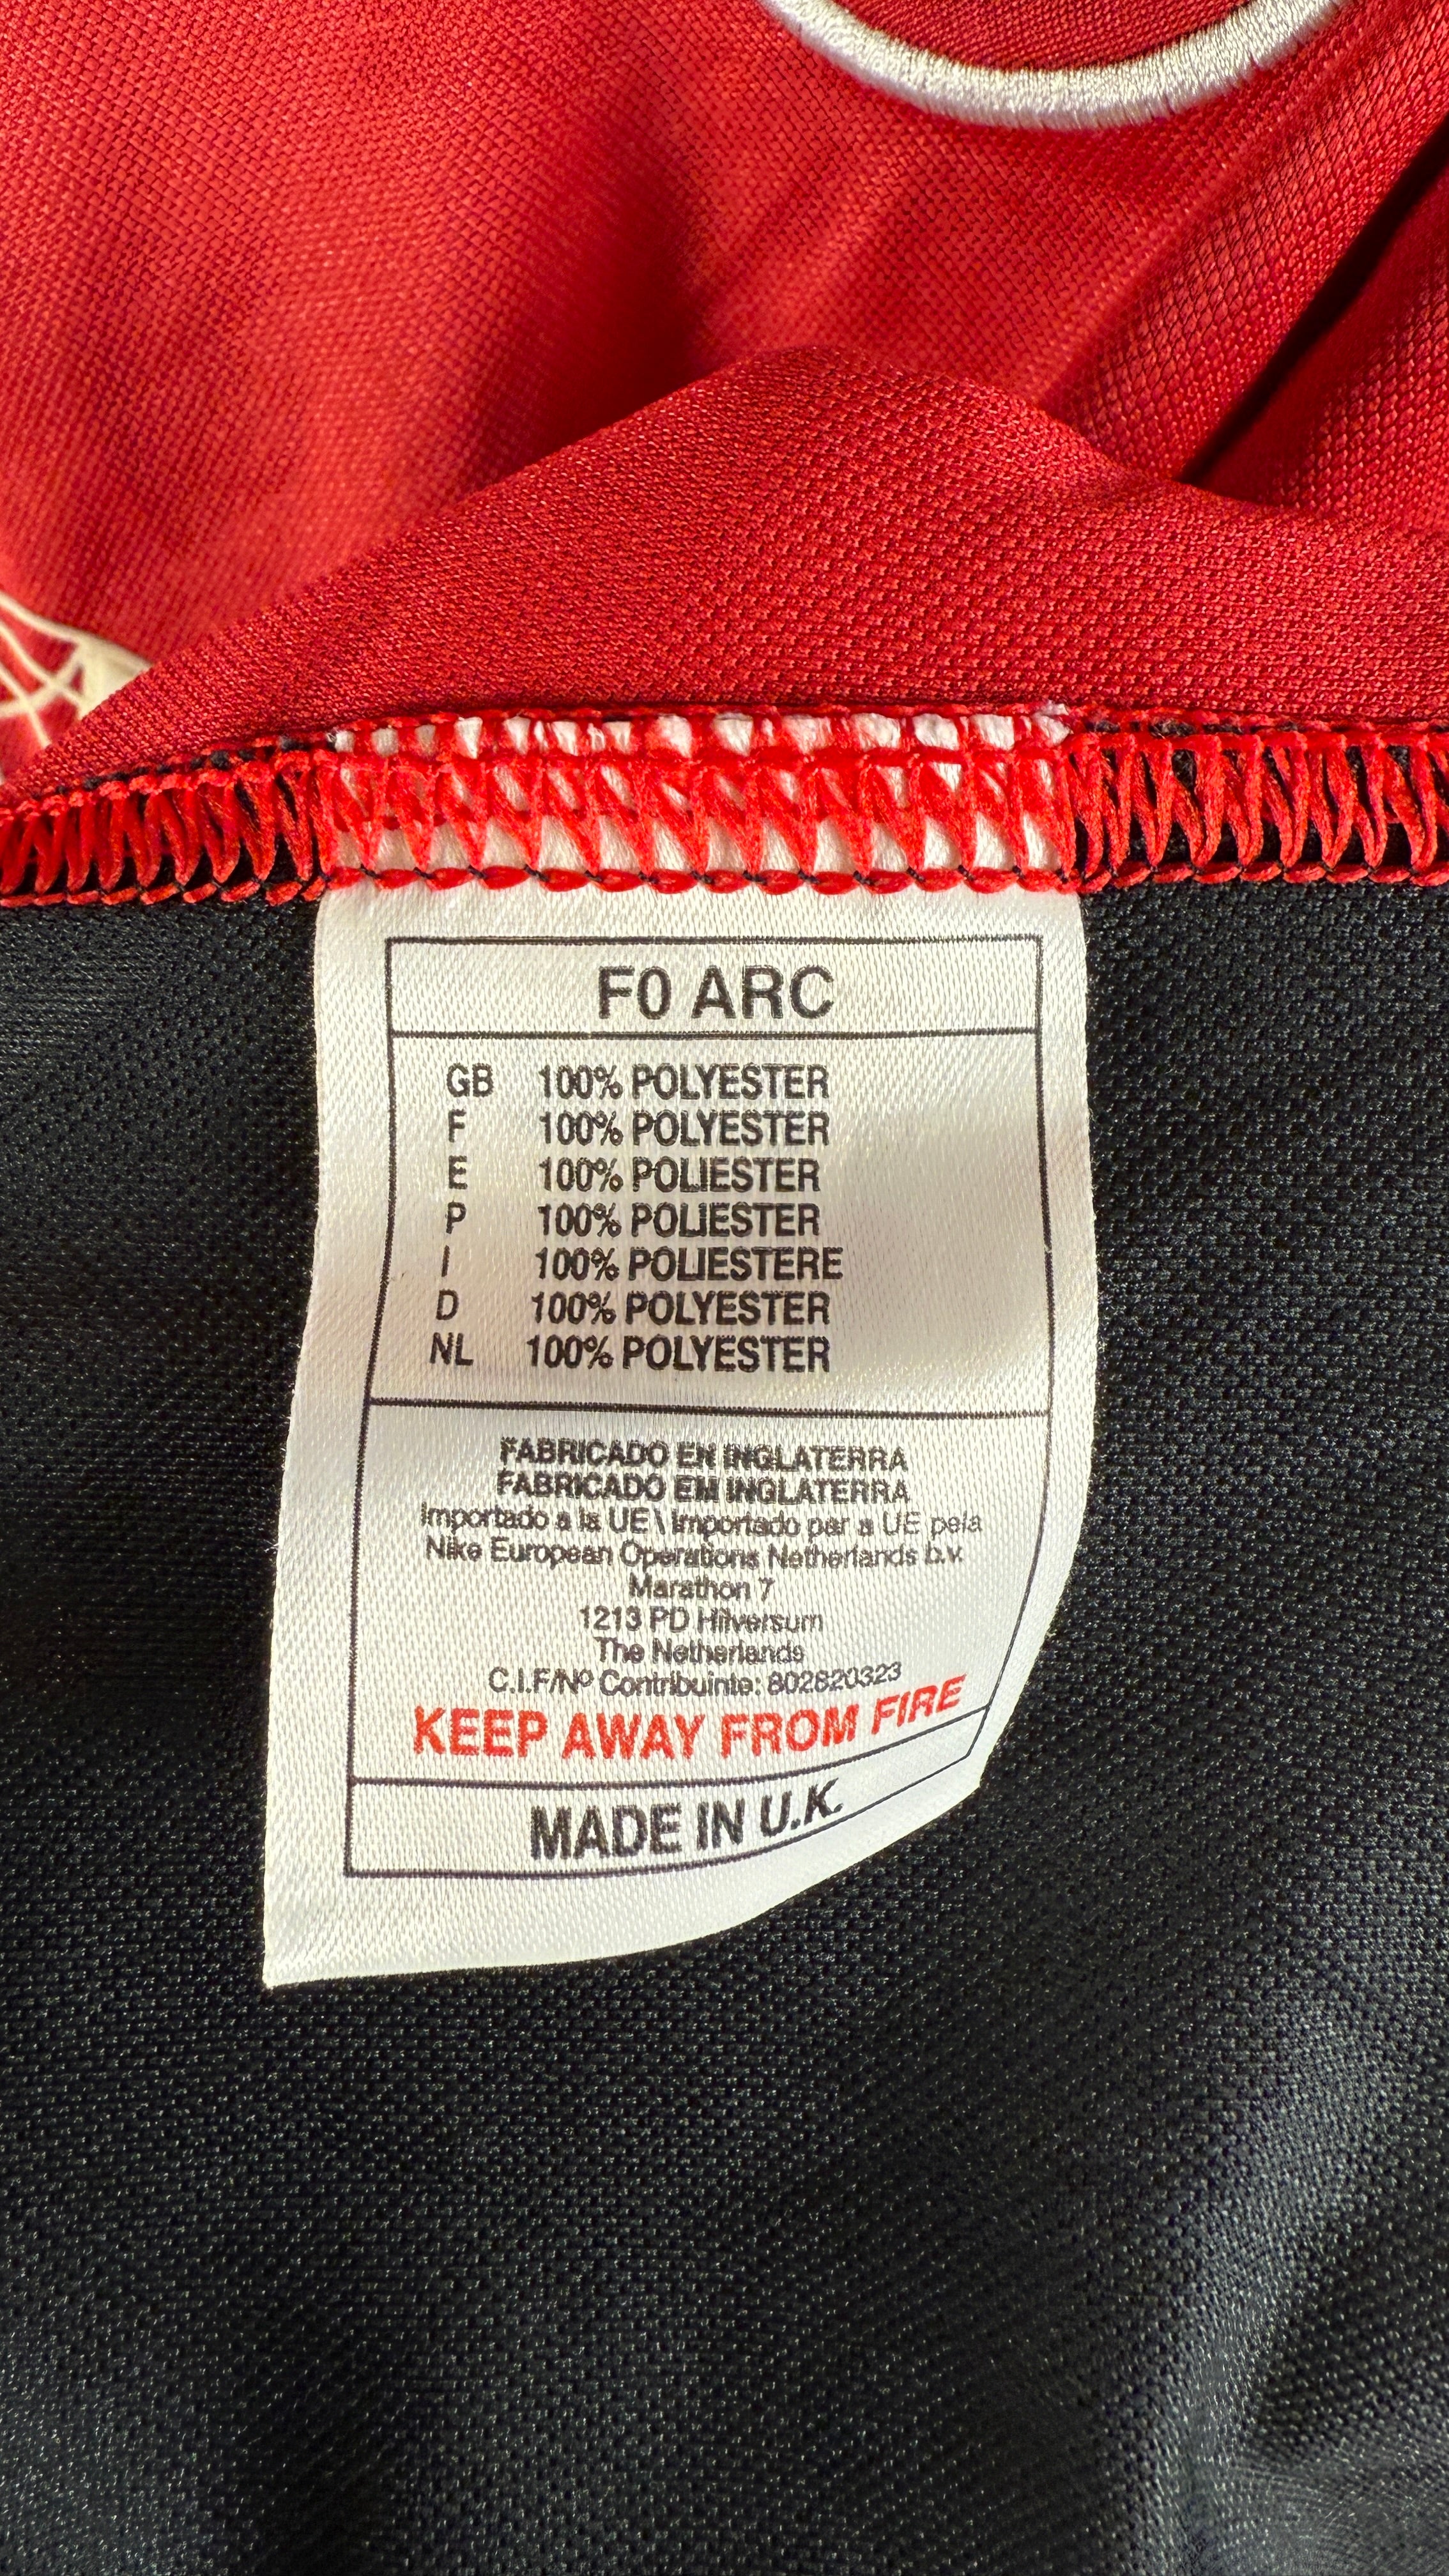 F0 ARC
GB 100% POLYESTER
F 100% POLYESTER
E 100% POLIESTER
P 100% POLIESTER
I 100% POLIESTERE
D 100% POLYESTER
NL 100% POLYESTER
FABRICADO EN INGLATERRA
FABRICADO EM INGLATERRA
Importado a la UE \ Importado par a UE pela
Nike European Operations Netherlands b.v.
Marathon 7
1213 PD Hilversum
The Netherlands
C.I.F/Nº Contribuinte: 802820323
KEEP AWAY FROM FIRE
MADE IN U.K.